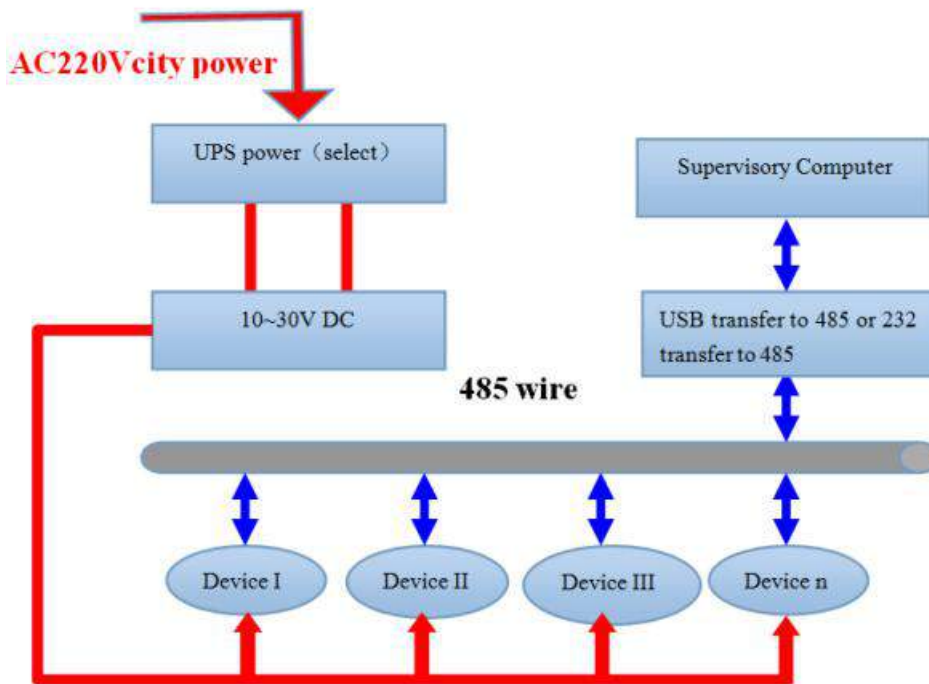 AC220Vcity power
UPS power（select）
Supervisory Computer
10~30V DC
USB transfer to 485 or 232
transfer to 485
485 wire
Device I
Device II
Device III
Device n